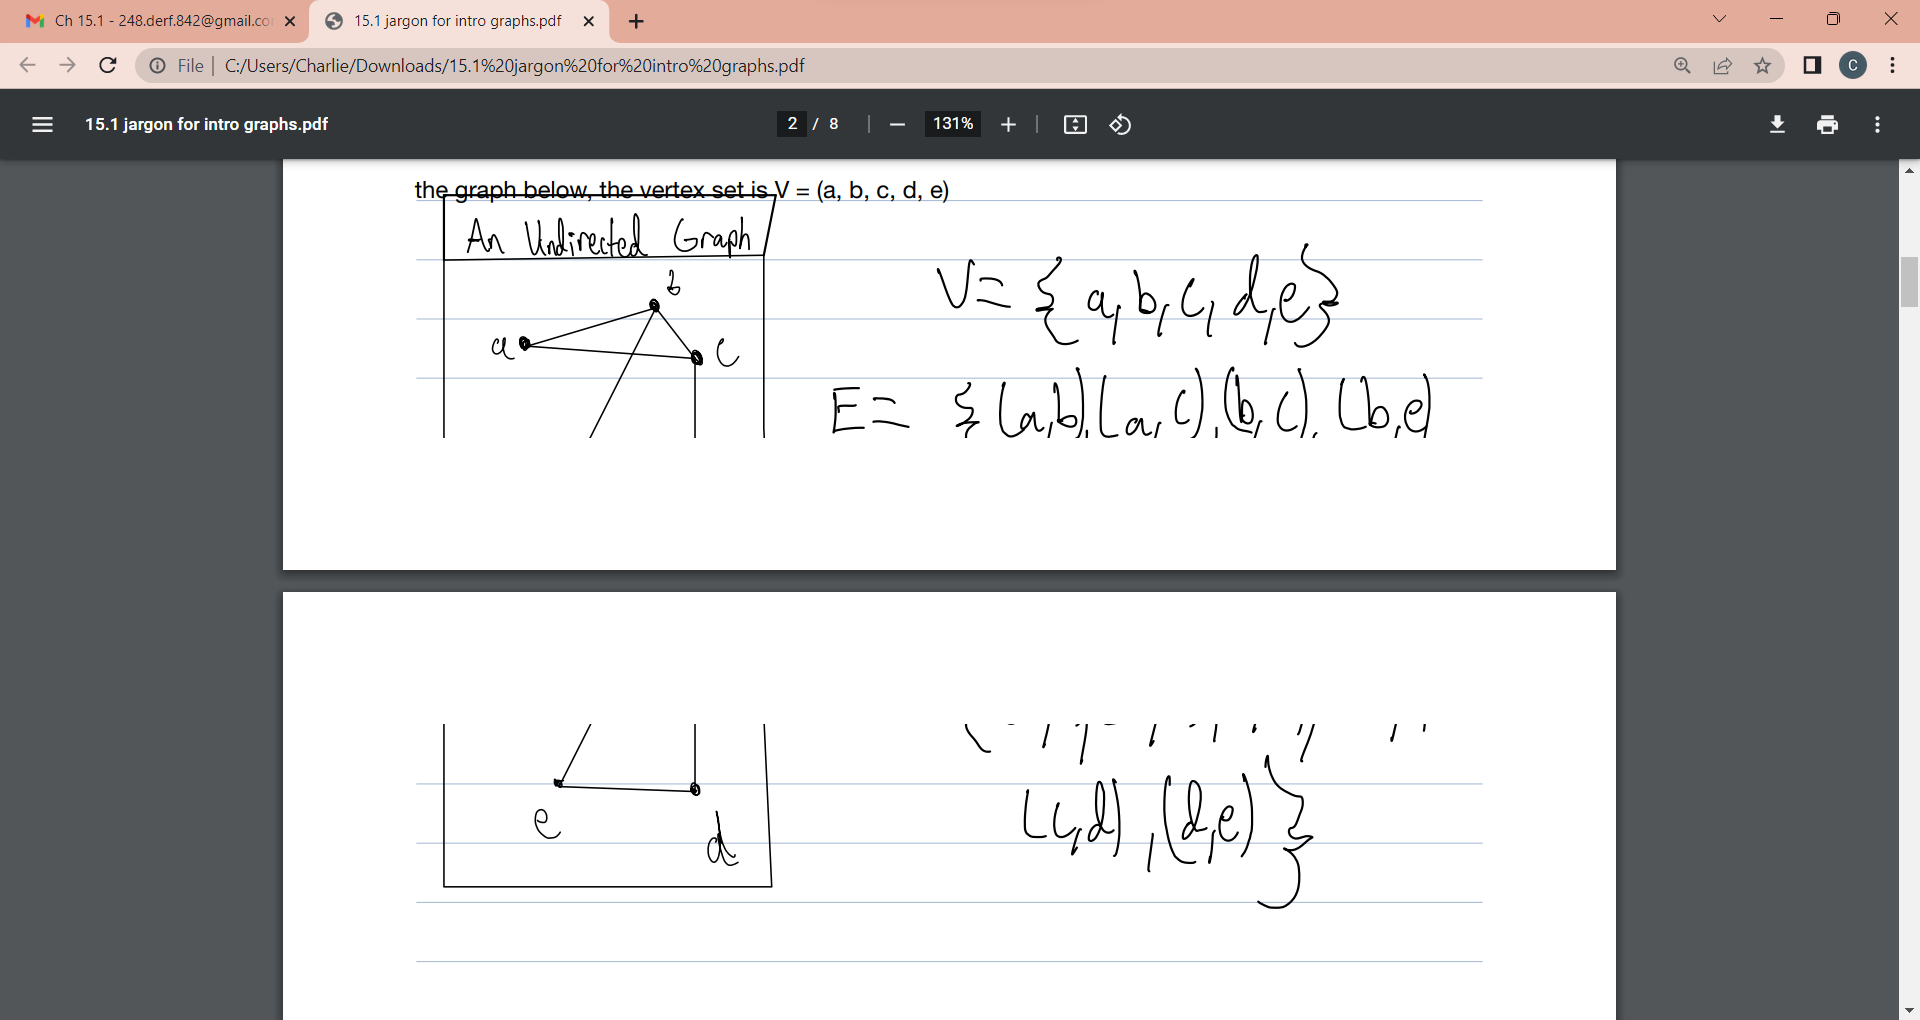 Ch 15.1 - 248.derf.842@gmail.co
15.1 jargon for intro graphs.pdf
File | C:/Users/Charlie/Downloads/15.1%20jargon%20for%20intro%20graphs.pdf
C
15.1 jargon for intro graphs.pdf
2 / 8
131%
the graph below, the vertex set is V = (a, b, c, d, e)
An Undirected Graph
b
a
c
V= { a, b, c, d, e}
E= { (a,b), (a, c), (b, c), (b,e)
e
d
(c,d), (d,e) }